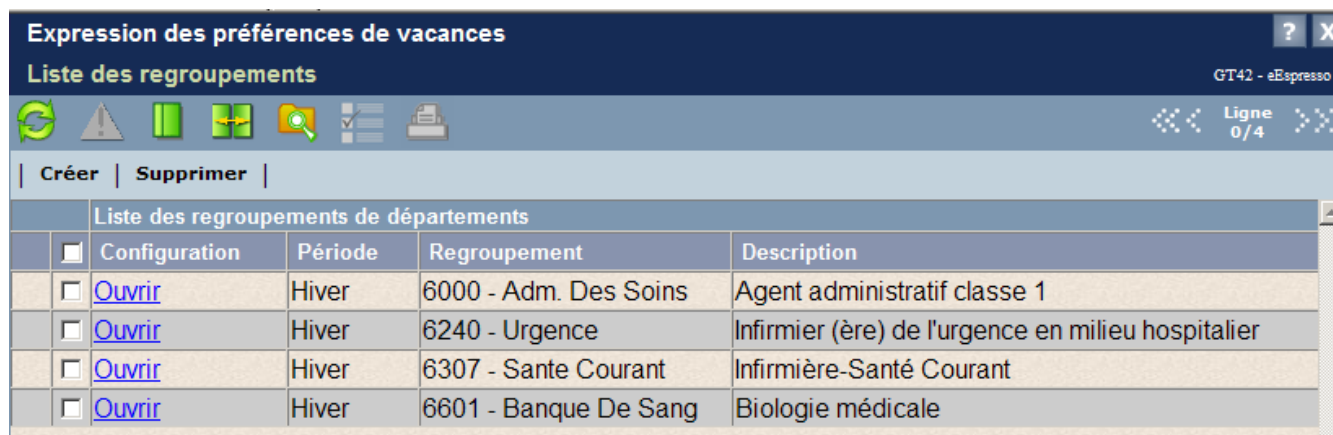 Expression des préférences de vacances ? X
Liste des regroupements GT42 - eEspresso
Ligne
0/4
| Créer | Supprimer |
Liste des regroupements de départements
Configuration Période Regroupement Description
Ouvrir Hiver 6000 - Adm. Des Soins Agent administratif classe 1
Ouvrir Hiver 6240 - Urgence Infirmier (ère) de l'urgence en milieu hospitalier
Ouvrir Hiver 6307 - Sante Courant Infirmière-Santé Courant
Ouvrir Hiver 6601 - Banque De Sang Biologie médicale